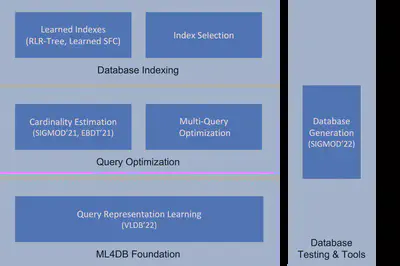 Learned Indexes
(RLR-Tree, Learned SFC)
Index Selection
Database Indexing
Cardinality Estimation
(SIGMOD'21, EBDT'21)
Multi-Query
Optimization
Query Optimization
Query Representation Learning
(VLDB'22)
ML4DB Foundation
Database
Generation
(SIGMOD'22)
Database
Testing & Tools